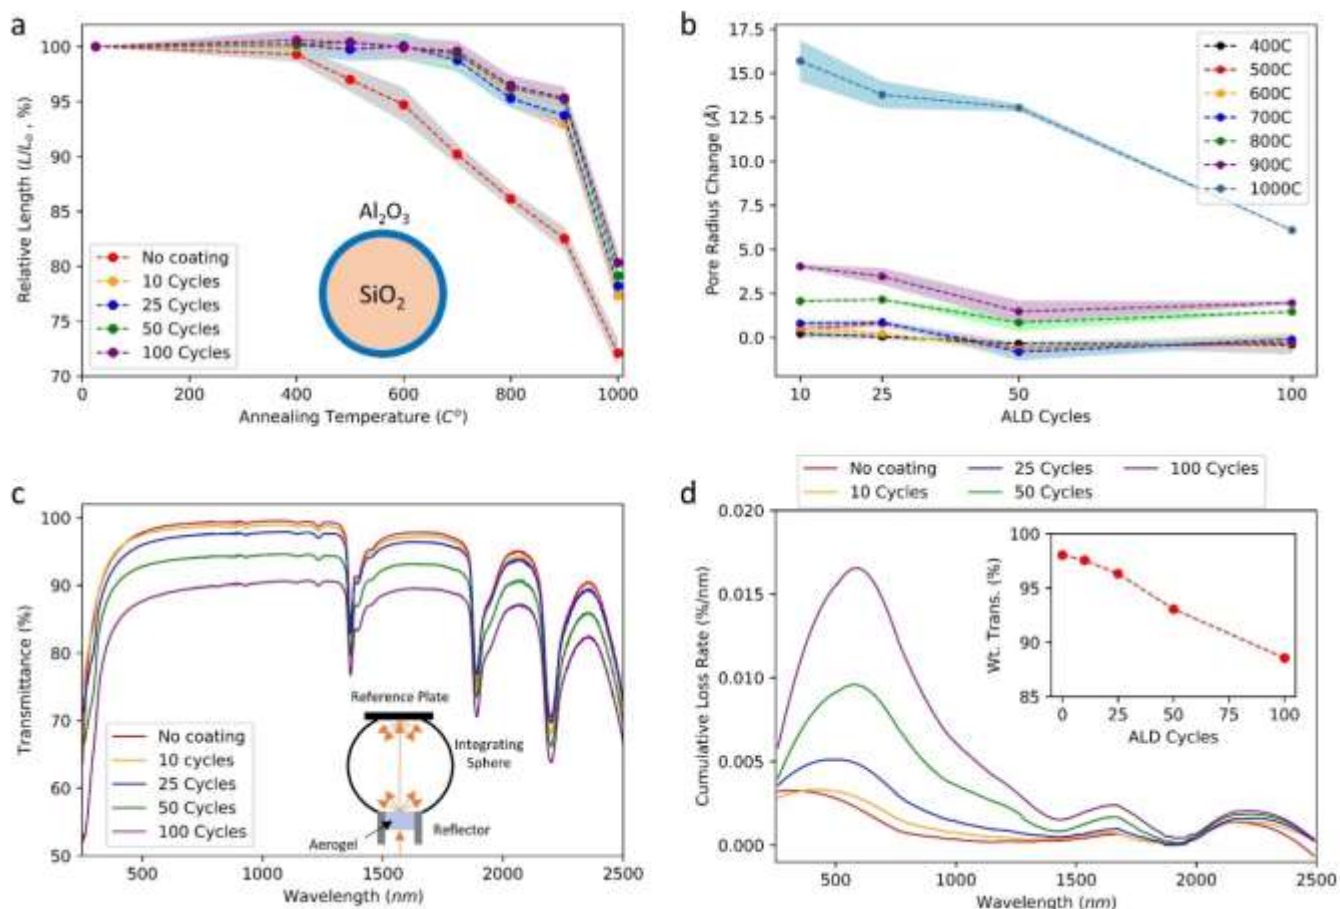 a
Relative Length (L/Lₒ , %)
100
95
90
85
80
75
70
0
200
400
600
800
1000
Annealing Temperature (Cᵒ)
No coating
10 Cycles
25 Cycles
50 Cycles
100 Cycles
Al₂O₃
SiO₂
b
Pore Radius Change (Å)
17.5
15.0
12.5
10.0
7.5
5.0
2.5
0.0
10
25
50
100
ALD Cycles
400C
500C
600C
700C
800C
900C
1000C
c
Transmittance (%)
100
90
80
70
60
50
500
1000
1500
2000
2500
Wavelength (nm)
No coating
10 cycles
25 Cycles
50 Cycles
100 Cycles
Reference Plate
Integrating
Sphere
Reflector
Aerogel
d
No coating
10 Cycles
25 Cycles
50 Cycles
100 Cycles
Cumulative Loss Rate (%/nm)
0.020
0.015
0.010
0.005
0.000
500
1000
1500
2000
2500
Wavelength (nm)
Wt. Trans. (%)
100
95
90
85
0
25
50
75
100
ALD Cycles